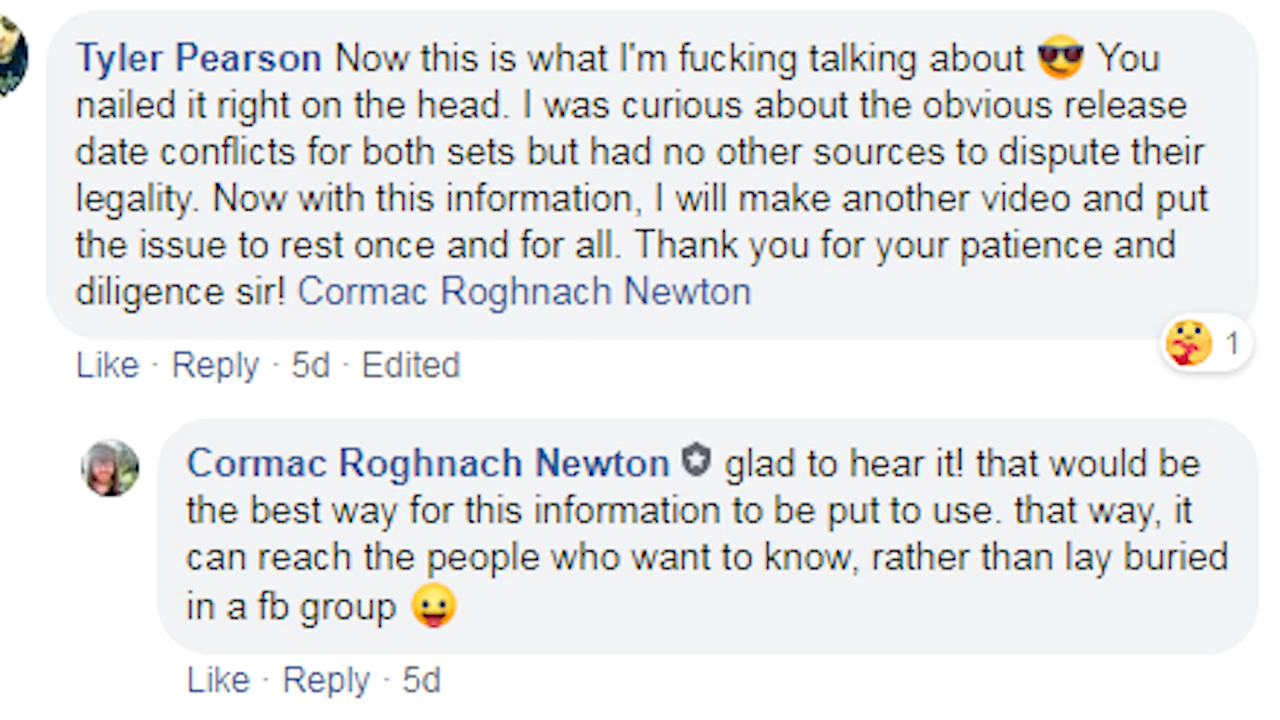 Tyler Pearson Now this is what I'm fucking talking about 😎 You
nailed it right on the head. I was curious about the obvious release
date conflicts for both sets but had no other sources to dispute their
legality. Now with this information, I will make another video and put
the issue to rest once and for all. Thank you for your patience and
diligence sir! Cormac Roghnach Newton
1
Like · Reply · 5d · Edited
Cormac Roghnach Newton glad to hear it! that would be
the best way for this information to be put to use. that way, it
can reach the people who want to know, rather than lay buried
in a fb group 😛
Like · Reply · 5d